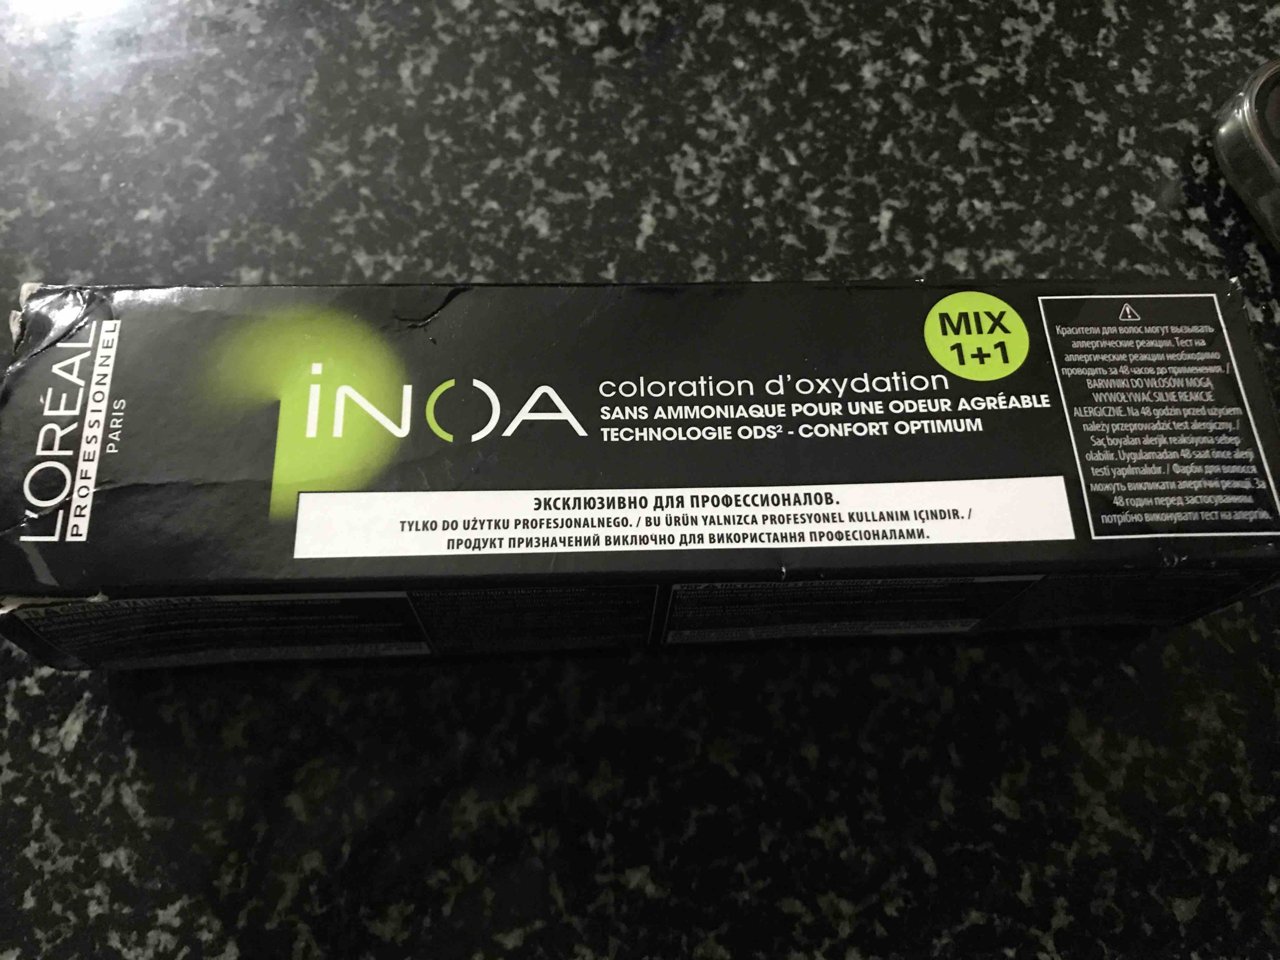 L'ORÉAL
PROFESSIONNEL
PARIS
iNOA
coloration d'oxydation
SANS AMMONIAQUE POUR UNE ODEUR AGRÉABLE
TECHNOLOGIE ODS² - CONFORT OPTIMUM
MIX
1+1
ЭКСКЛЮЗИВНО ДЛЯ ПРОФЕССИОНАЛОВ.
TYLKO DO UŻYTKU PROFESJONALNEGO. / BU ÜRÜN YALNIZCA PROFESYONEL KULLANIM IÇINDIR. /
ПРОДУКТ ПРИЗНАЧЕНИЙ ВИКЛЮЧНО ДЛЯ ВИКОРИСТАННЯ ПРОФЕСІОНАЛАМИ.
Красители для волос могут вызывать
аллергические реакции. Тест на
аллергические реакции необходимо
проводить за 48 часов до применения. /
BARWNIKI DO WŁOSÓW MOGĄ
WYWOŁYWAĆ SILNE REAKCJE
ALERGICZNE. Na 48 godzin przed użyciem
należy przeprowadzić test alergiczny. /
Saç boyaları alerjik reaksiyona sebep
olabilir. Uygulamadan 48 saat önce alerji
testi yapılmalıdır. / Фарби для волосся
можуть викликати алергічні реакції. За
48 годин перед застосуванням
потрібно виконувати тест на алергію.